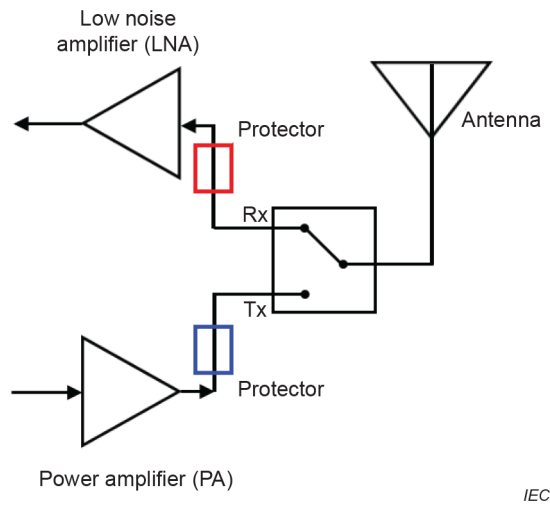 Low noise
amplifier (LNA)
Protector
Antenna
Rx
Tx
Protector
Power amplifier (PA)
IEC